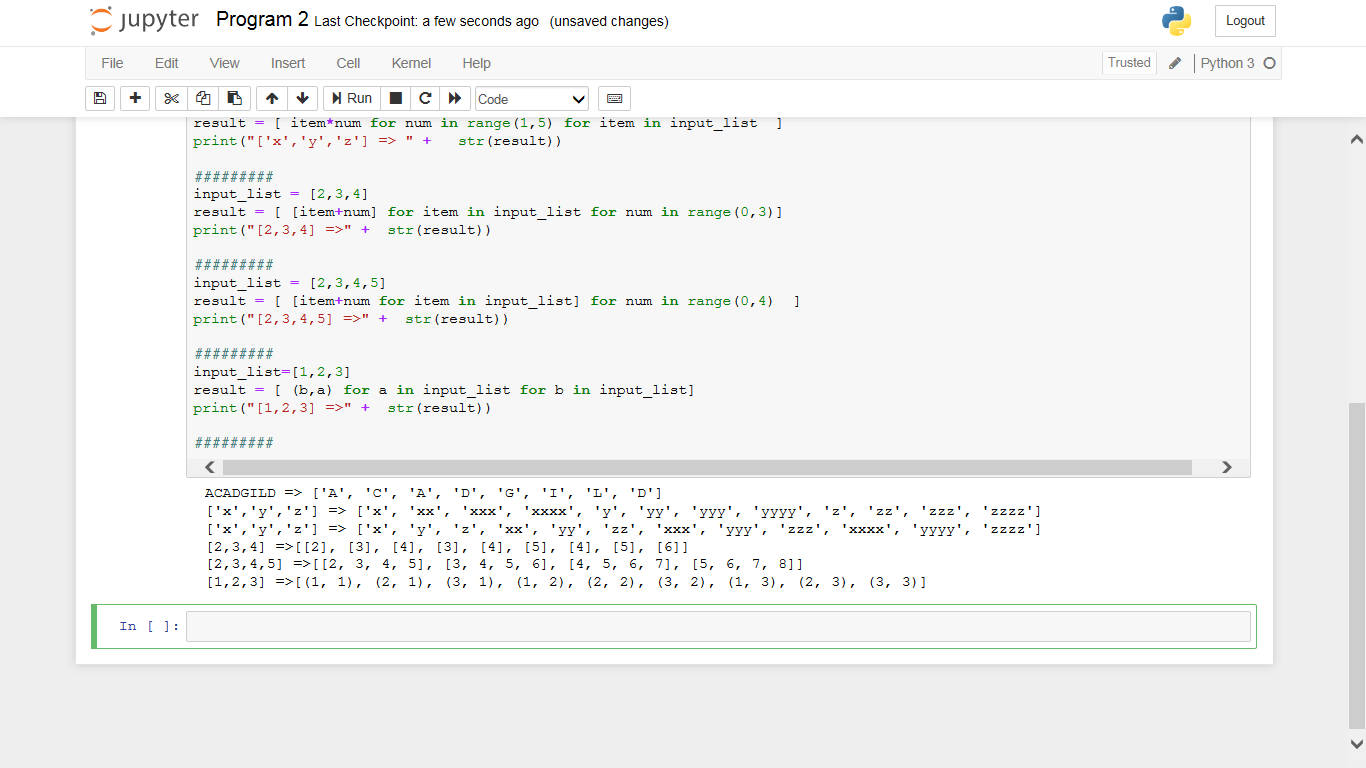 jupyter Program 2 Last Checkpoint: a few seconds ago (unsaved changes) Logout
File Edit View Insert Cell Kernel Help Trusted Python 3
Run Code
result = [ item*num for num in range(1,5) for item in input_list  ]
print("['x','y','z'] => " +   str(result))
#########
input_list = [2,3,4]
result = [ [item+num] for item in input_list for num in range(0,3)]
print("[2,3,4] =>" +  str(result))
#########
input_list = [2,3,4,5]
result = [ [item+num for item in input_list] for num in range(0,4)  ]
print("[2,3,4,5] =>" +  str(result))
#########
input_list=[1,2,3]
result = [ (b,a) for a in input_list for b in input_list]
print("[1,2,3] =>" +  str(result))
#########
ACADGILD => ['A', 'C', 'A', 'D', 'G', 'I', 'L', 'D']
['x','y','z'] => ['x', 'xx', 'xxx', 'xxxx', 'y', 'yy', 'yyy', 'yyyy', 'z', 'zz', 'zzz', 'zzzz']
['x','y','z'] => ['x', 'y', 'z', 'xx', 'yy', 'zz', 'xxx', 'yyy', 'zzz', 'xxxx', 'yyyy', 'zzzz']
[2,3,4] =>[[2], [3], [4], [3], [4], [5], [4], [5], [6]]
[2,3,4,5] =>[[2, 3, 4, 5], [3, 4, 5, 6], [4, 5, 6, 7], [5, 6, 7, 8]]
[1,2,3] =>[(1, 1), (2, 1), (3, 1), (1, 2), (2, 2), (3, 2), (1, 3), (2, 3), (3, 3)]
In [ ]: